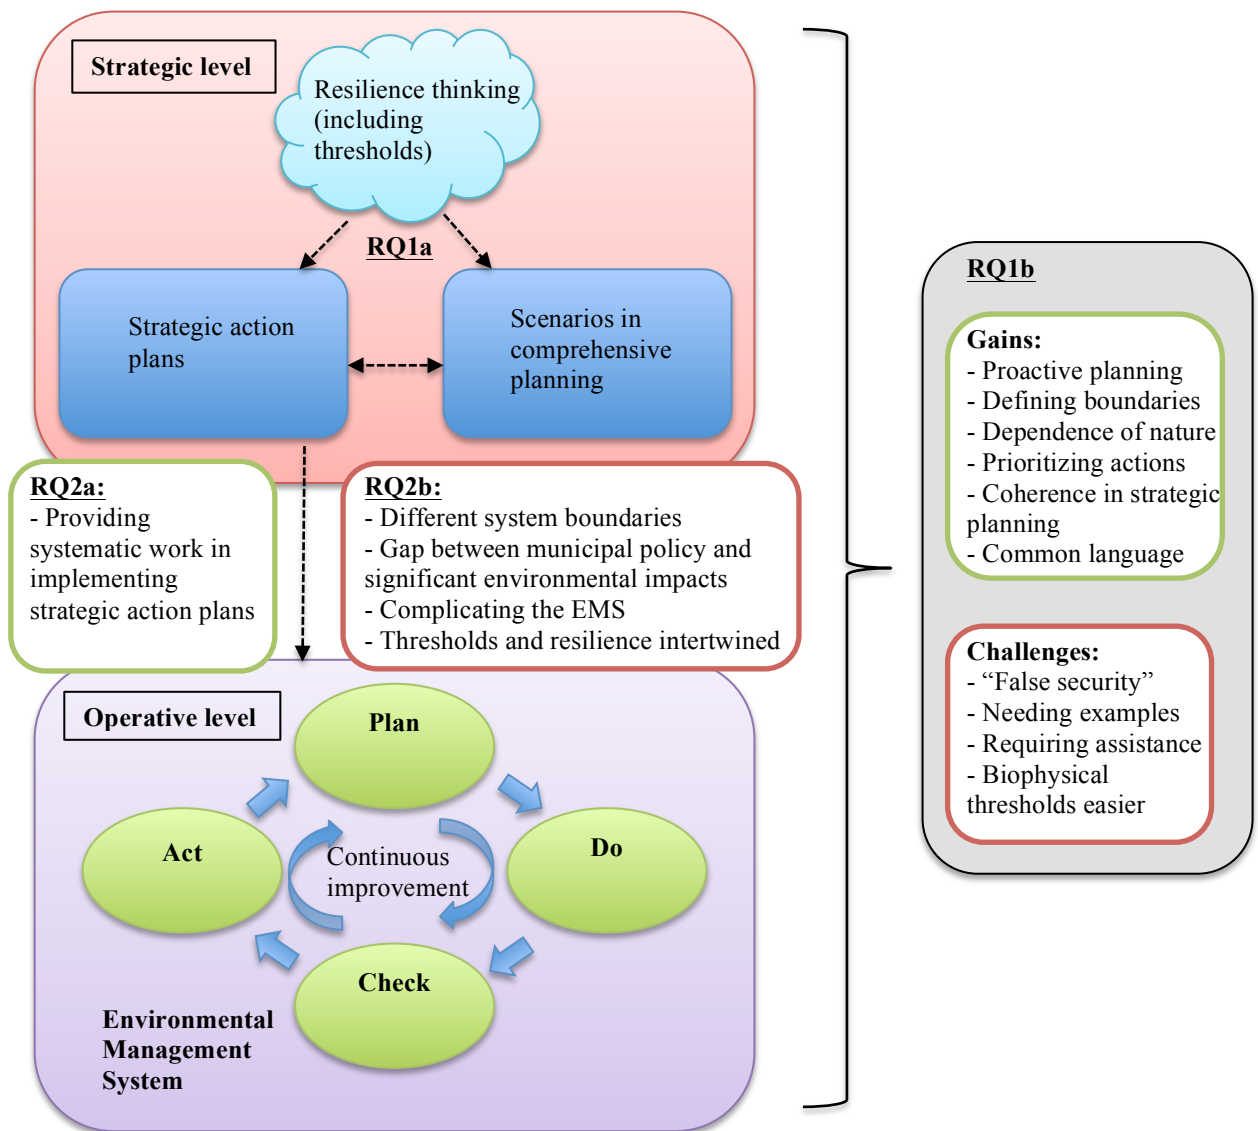 Strategic level
Resilience thinking
(including
thresholds)
RQ1a
Strategic action
plans
Scenarios in
comprehensive
planning
RQ2a:
- Providing
systematic work in
implementing
strategic action plans
RQ2b:
- Different system boundaries
- Gap between municipal policy and
significant environmental impacts
- Complicating the EMS
- Thresholds and resilience intertwined
Operative level
Plan
Act
Continuous
improvement
Do
Check
Environmental
Management
System
RQ1b
Gains:
- Proactive planning
- Defining boundaries
- Dependence of nature
- Prioritizing actions
- Coherence in strategic
planning
- Common language
Challenges:
- “False security”
- Needing examples
- Requiring assistance
- Biophysical
thresholds easier